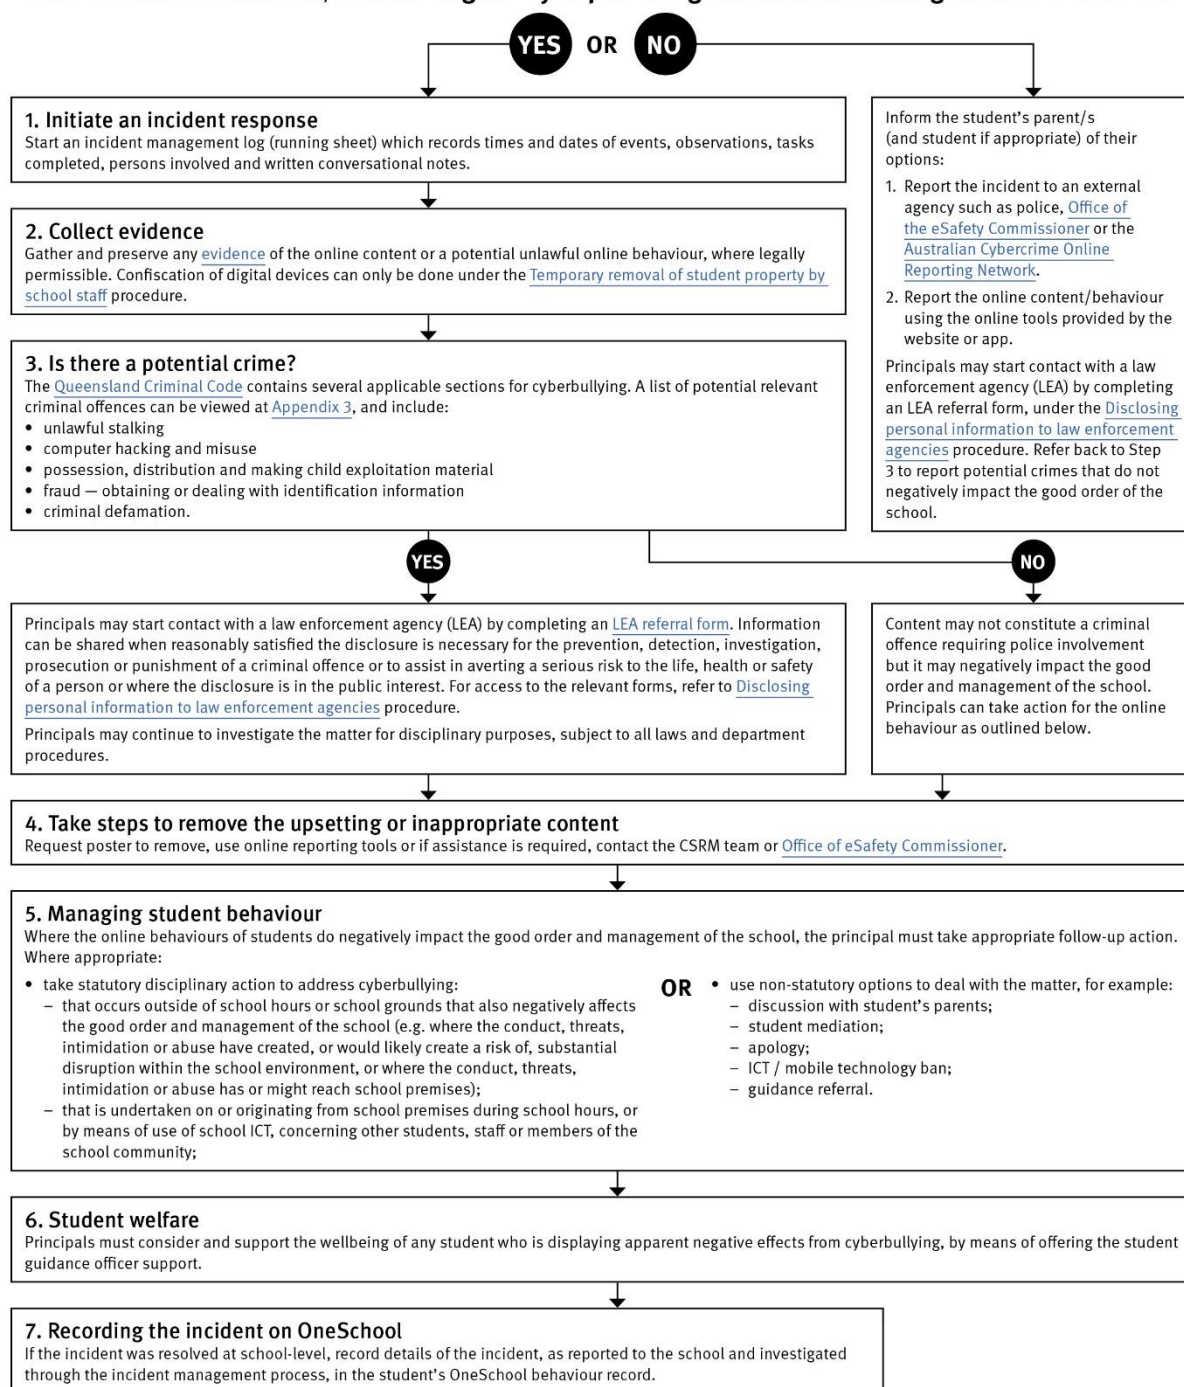 YES OR NO
1. Initiate an incident response
Start an incident management log (running sheet) which records times and dates of events, observations, tasks
completed, persons involved and written conversational notes.
2. Collect evidence
Gather and preserve any evidence of the online content or a potential unlawful online behaviour, where legally
permissible. Confiscation of digital devices can only be done under the Temporary removal of student property by
school staff procedure.
3. Is there a potential crime?
The Queensland Criminal Code contains several applicable sections for cyberbullying. A list of potential relevant
criminal offences can be viewed at Appendix 3, and include:
• unlawful stalking
• computer hacking and misuse
• possession, distribution and making child exploitation material
• fraud — obtaining or dealing with identification information
• criminal defamation.
Inform the student's parent/s
(and student if appropriate) of their
options:
1. Report the incident to an external
agency such as police, Office of
the eSafety Commissioner or the
Australian Cybercrime Online
Reporting Network.
2. Report the online content/behaviour
using the online tools provided by the
website or app.
Principals may start contact with a law
enforcement agency (LEA) by completing
an LEA referral form, under the Disclosing
personal information to law enforcement
agencies procedure. Refer back to Step
3 to report potential crimes that do not
negatively impact the good order of the
school.
YES
NO
Principals may start contact with a law enforcement agency (LEA) by completing an LEA referral form. Information
can be shared when reasonably satisfied the disclosure is necessary for the prevention, detection, investigation,
prosecution or punishment of a criminal offence or to assist in averting a serious risk to the life, health or safety
of a person or where the disclosure is in the public interest. For access to the relevant forms, refer to Disclosing
personal information to law enforcement agencies procedure.
Principals may continue to investigate the matter for disciplinary purposes, subject to all laws and department
procedures.
Content may not constitute a criminal
offence requiring police involvement
but it may negatively impact the good
order and management of the school.
Principals can take action for the online
behaviour as outlined below.
4. Take steps to remove the upsetting or inappropriate content
Request poster to remove, use online reporting tools or if assistance is required, contact the CSRM team or Office of eSafety Commissioner.
5. Managing student behaviour
Where the online behaviours of students do negatively impact the good order and management of the school, the principal must take appropriate follow-up action.
Where appropriate:
• take statutory disciplinary action to address cyberbullying:
– that occurs outside of school hours or school grounds that also negatively affects
the good order and management of the school (e.g. where the conduct, threats,
intimidation or abuse have created, or would likely create a risk of, substantial
disruption within the school environment, or where the conduct, threats,
intimidation or abuse has or might reach school premises);
– that is undertaken on or originating from school premises during school hours, or
by means of use of school ICT, concerning other students, staff or members of the
school community;
OR
• use non-statutory options to deal with the matter, for example:
– discussion with student's parents;
– student mediation;
– apology;
– ICT / mobile technology ban;
– guidance referral.
6. Student welfare
Principals must consider and support the wellbeing of any student who is displaying apparent negative effects from cyberbullying, by means of offering the student
guidance officer support.
7. Recording the incident on OneSchool
If the incident was resolved at school-level, record details of the incident, as reported to the school and investigated
through the incident management process, in the student's OneSchool behaviour record.